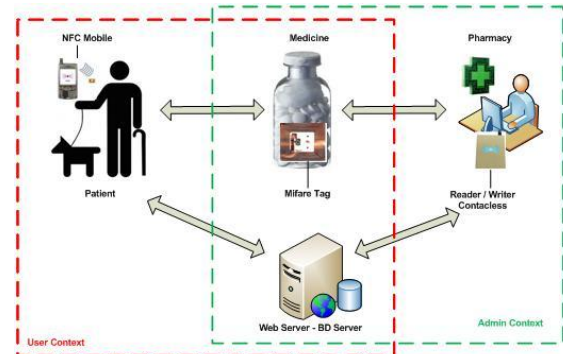 NFC Mobile
Medicine
Pharmacy
Patient
Mifare Tag
Reader / Writer
Contacless
Web Server - BD Server
User Context
Admin Context